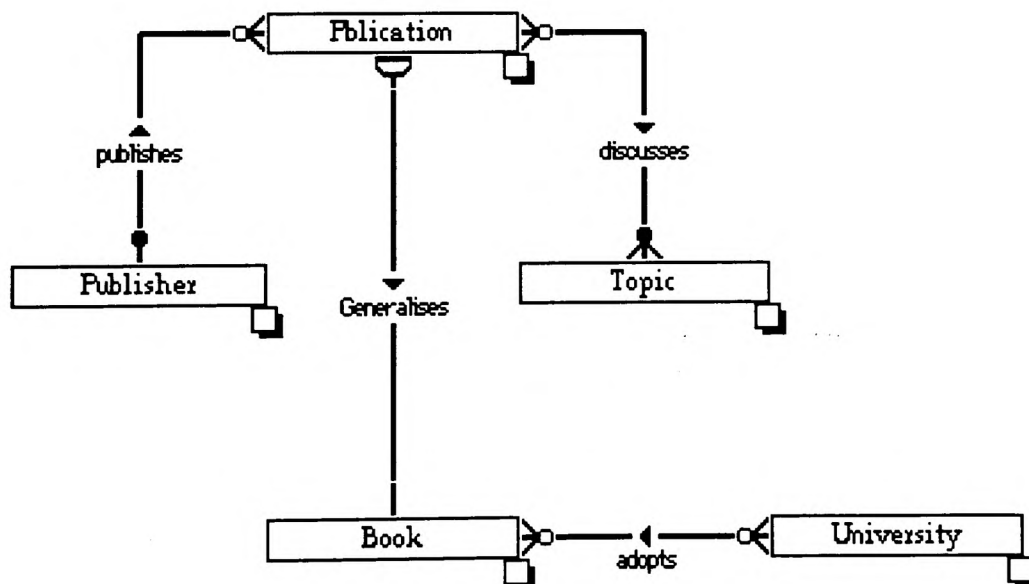 Pblication
publishes
discusses
Publisher
Topic
Generalises
Book
University
adopts